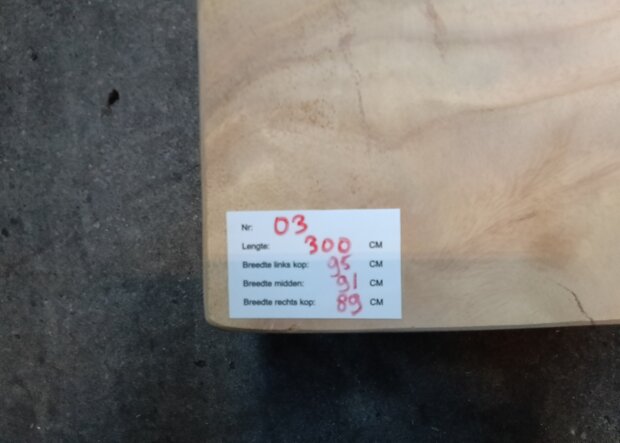 Nr: 03
Lengte: 300 CM
Breedte links kop: 95 CM
Breedte midden: 91 CM
Breedte rechts kop: 89 CM